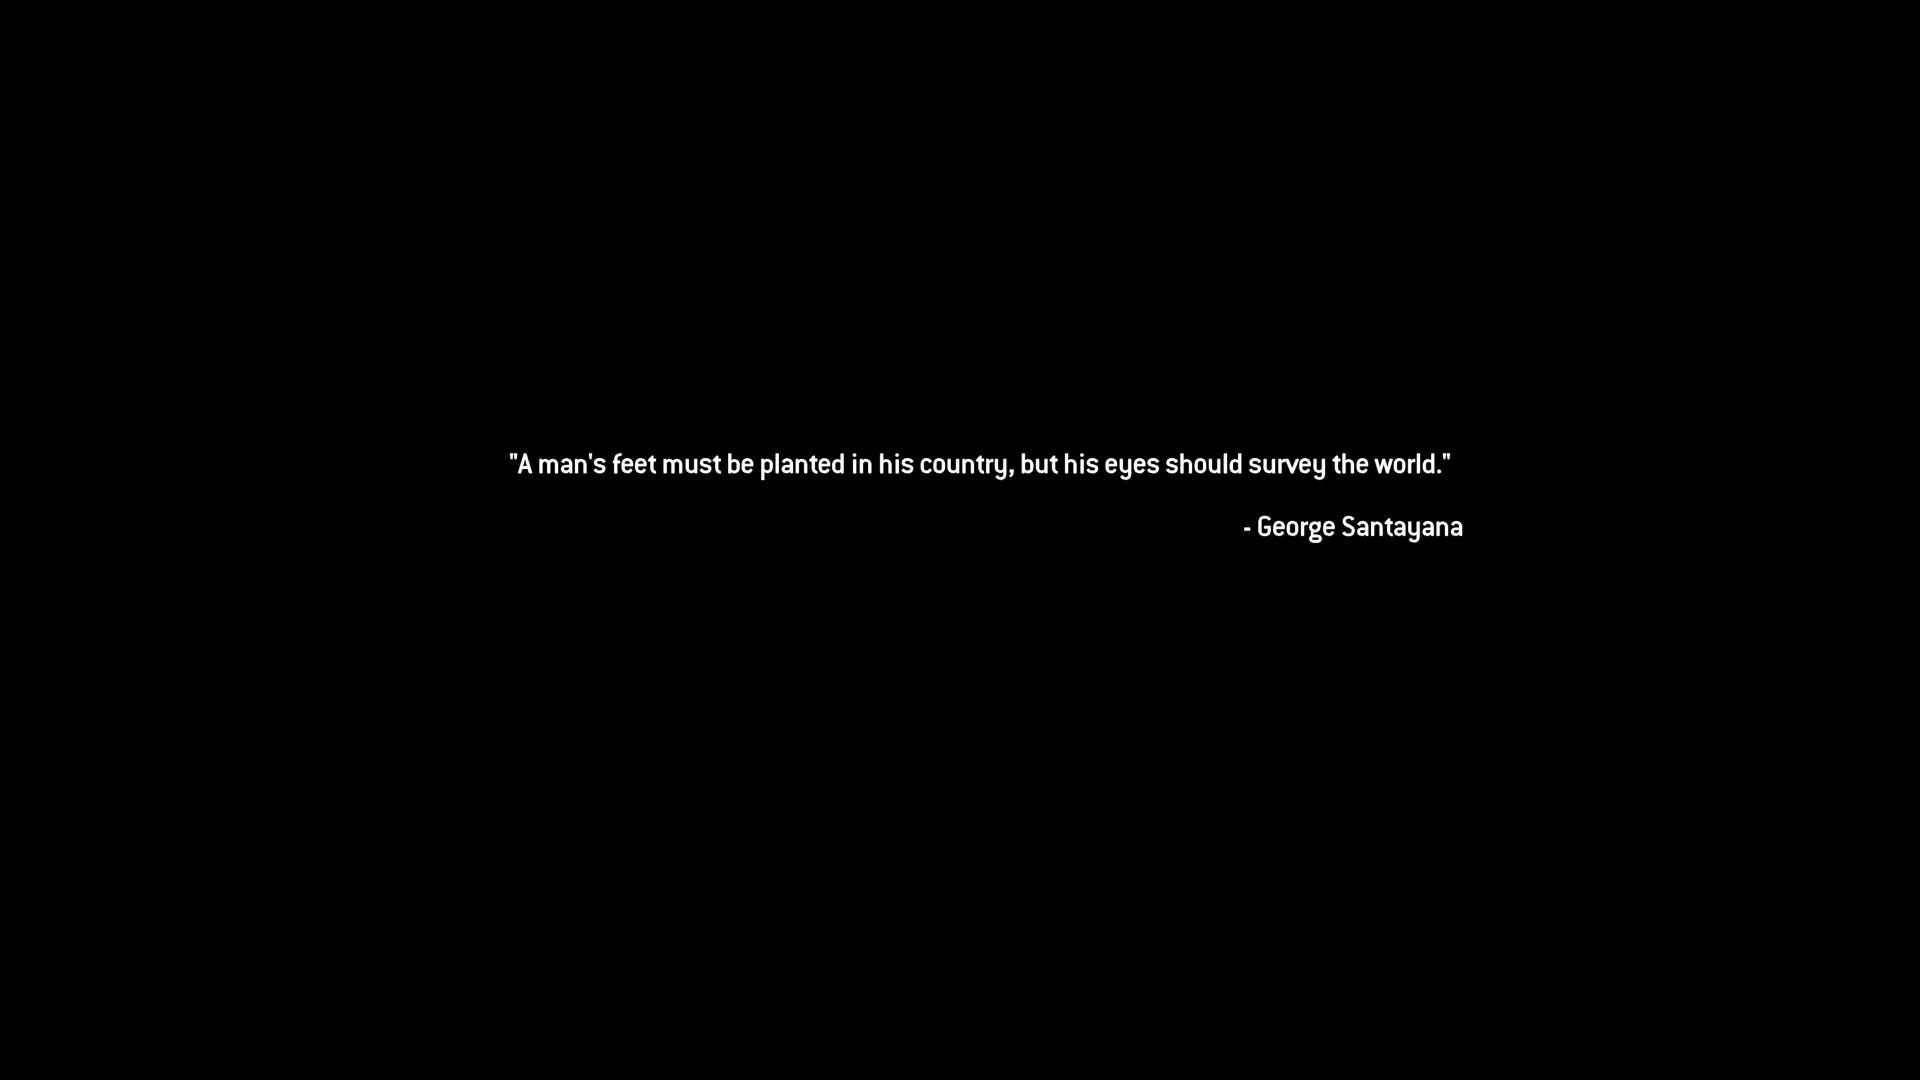 "A man's feet must be planted in his country, but his eyes should survey the world."
- George Santayana